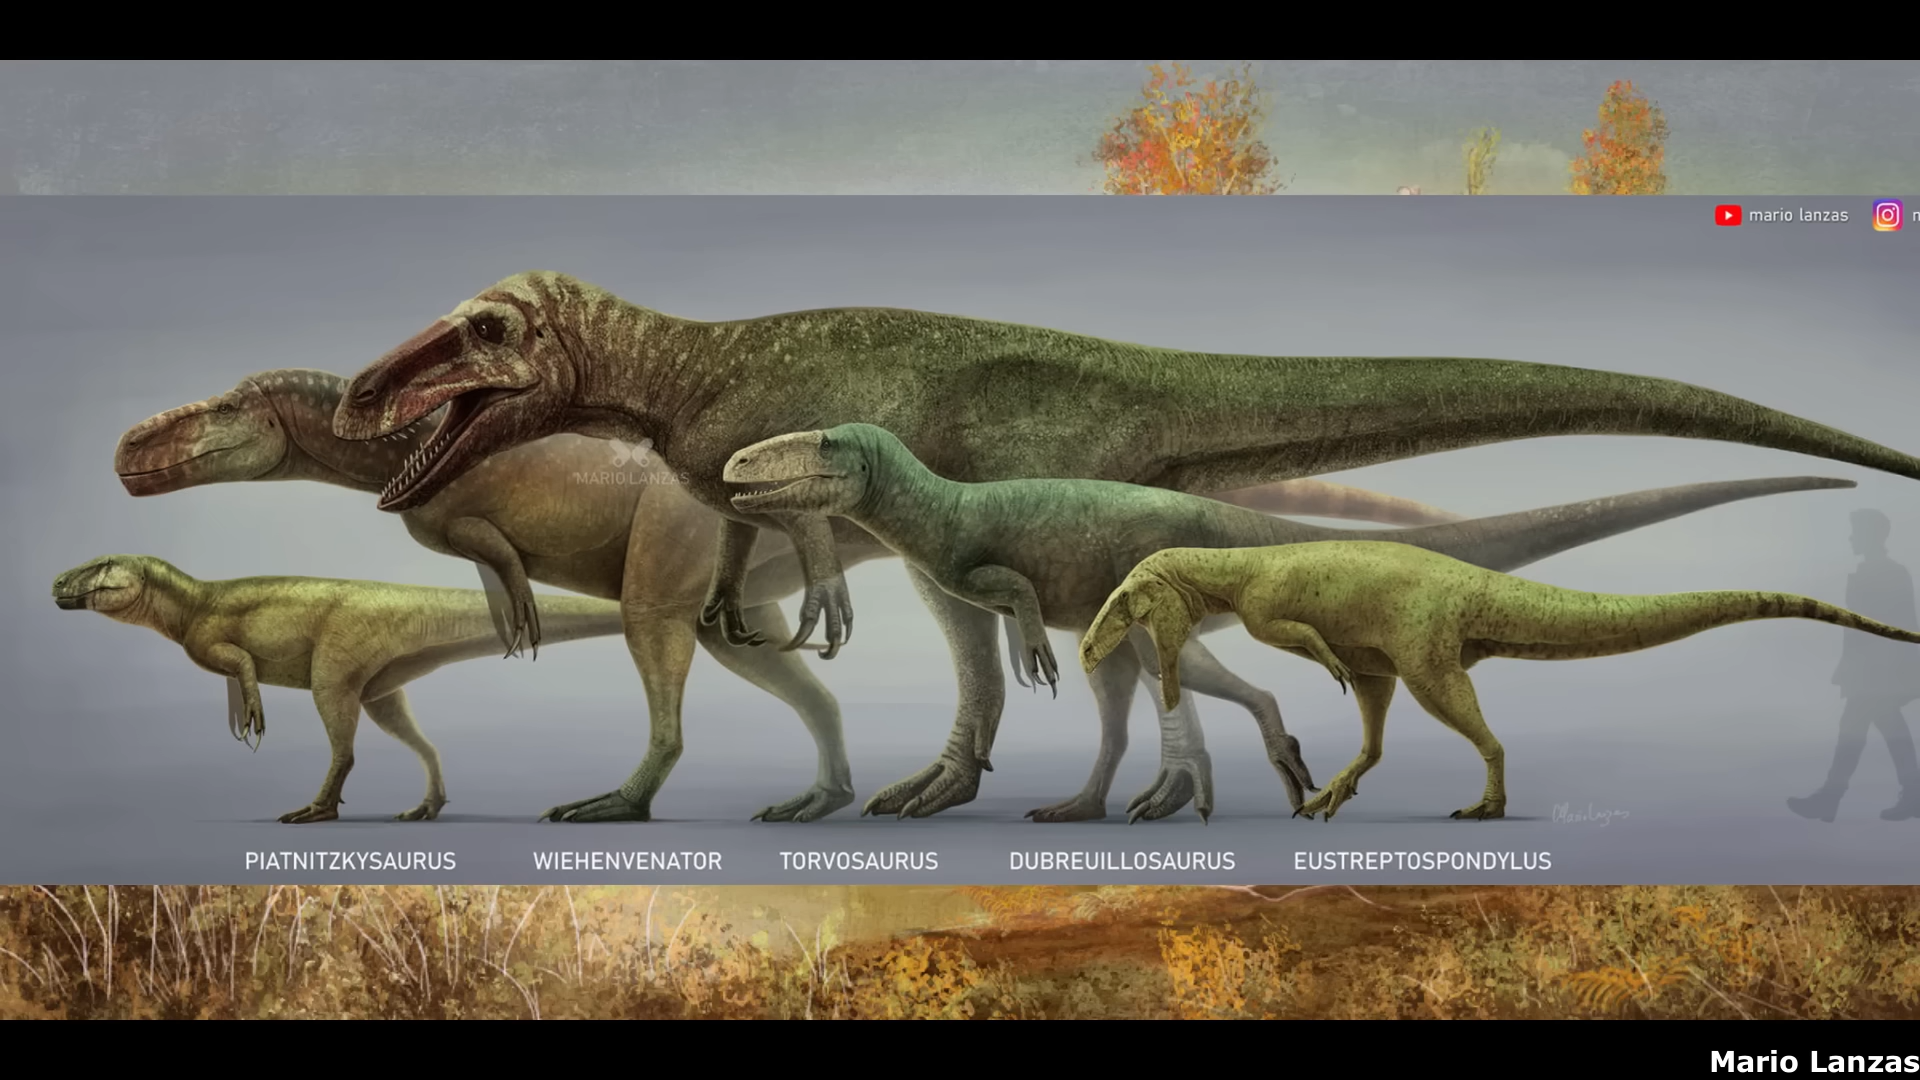 mario lanzas
MARIO LANZAS
PIATNITZKYSAURUS
WIEHENVENATOR
TORVOSAURUS
DUBREUILLOSAURUS
EUSTREPTOSPONDYLUS
Mario Lanzas